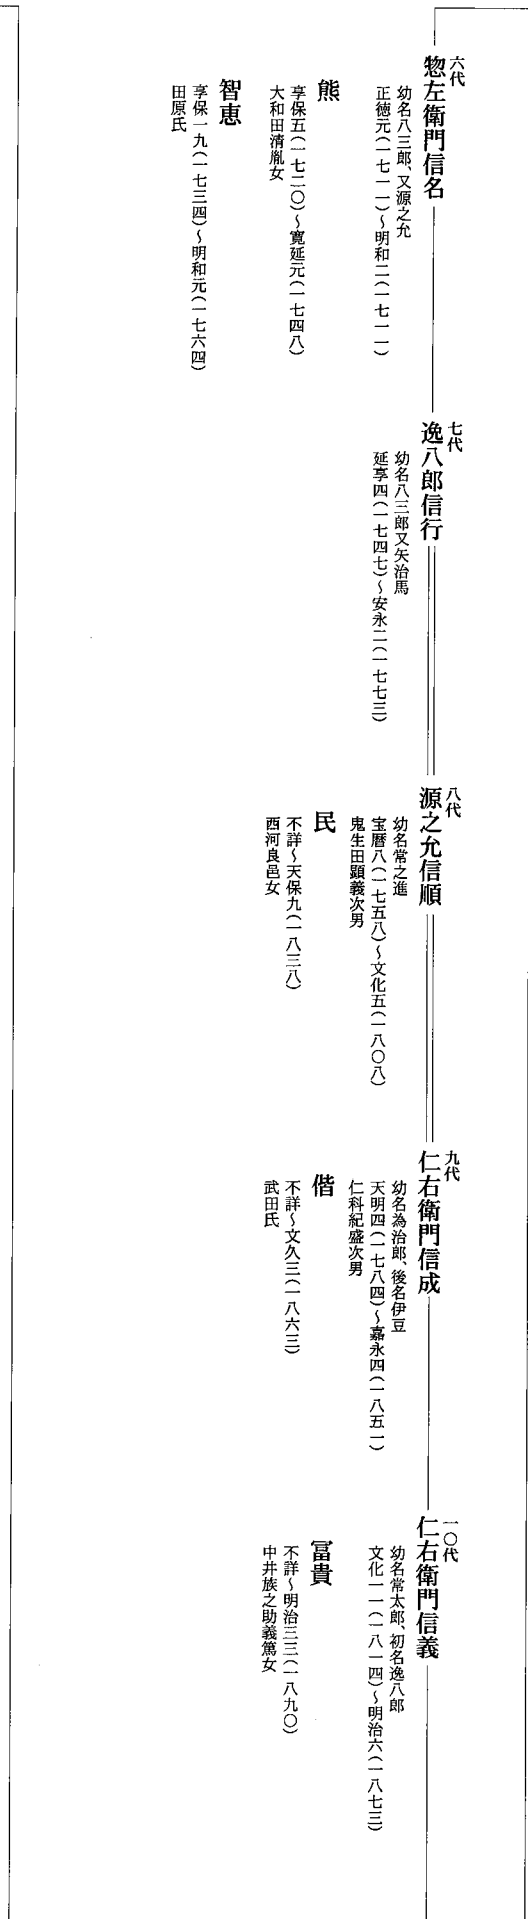 六代
惣左衛門信名
幼名八三郎、又源之允
正徳元(一七一一)〜明和二(一七一一)
熊
享保五(一七二〇)〜寛延元(一七四八)
大和田清胤女
智恵
享保一九(一七三四)〜明和元(一七六四)
田原氏
七代
逸八郎信行
幼名八三郎又矢治馬
延享四(一七四七)〜安永二(一七七三)
八代
源之允信順
幼名常之進
宝暦八(一七五八)〜文化五(一八〇八)
鬼生田顕義次男
民
不詳〜天保九(一八三八)
西河良邑女
九代
仁右衛門信成
幼名為治郎、後名伊豆
天明四(一七八四)〜嘉永四(一八五一)
仁科紀盛次男
偕
不詳〜文久三(一八六三)
武田氏
一〇代
仁右衛門信義
幼名常太郎、初名逸八郎
文化一一(一八一四)〜明治六(一八七三)
冨貴
不詳〜明治三三(一八九〇)
中井族之助義篤女